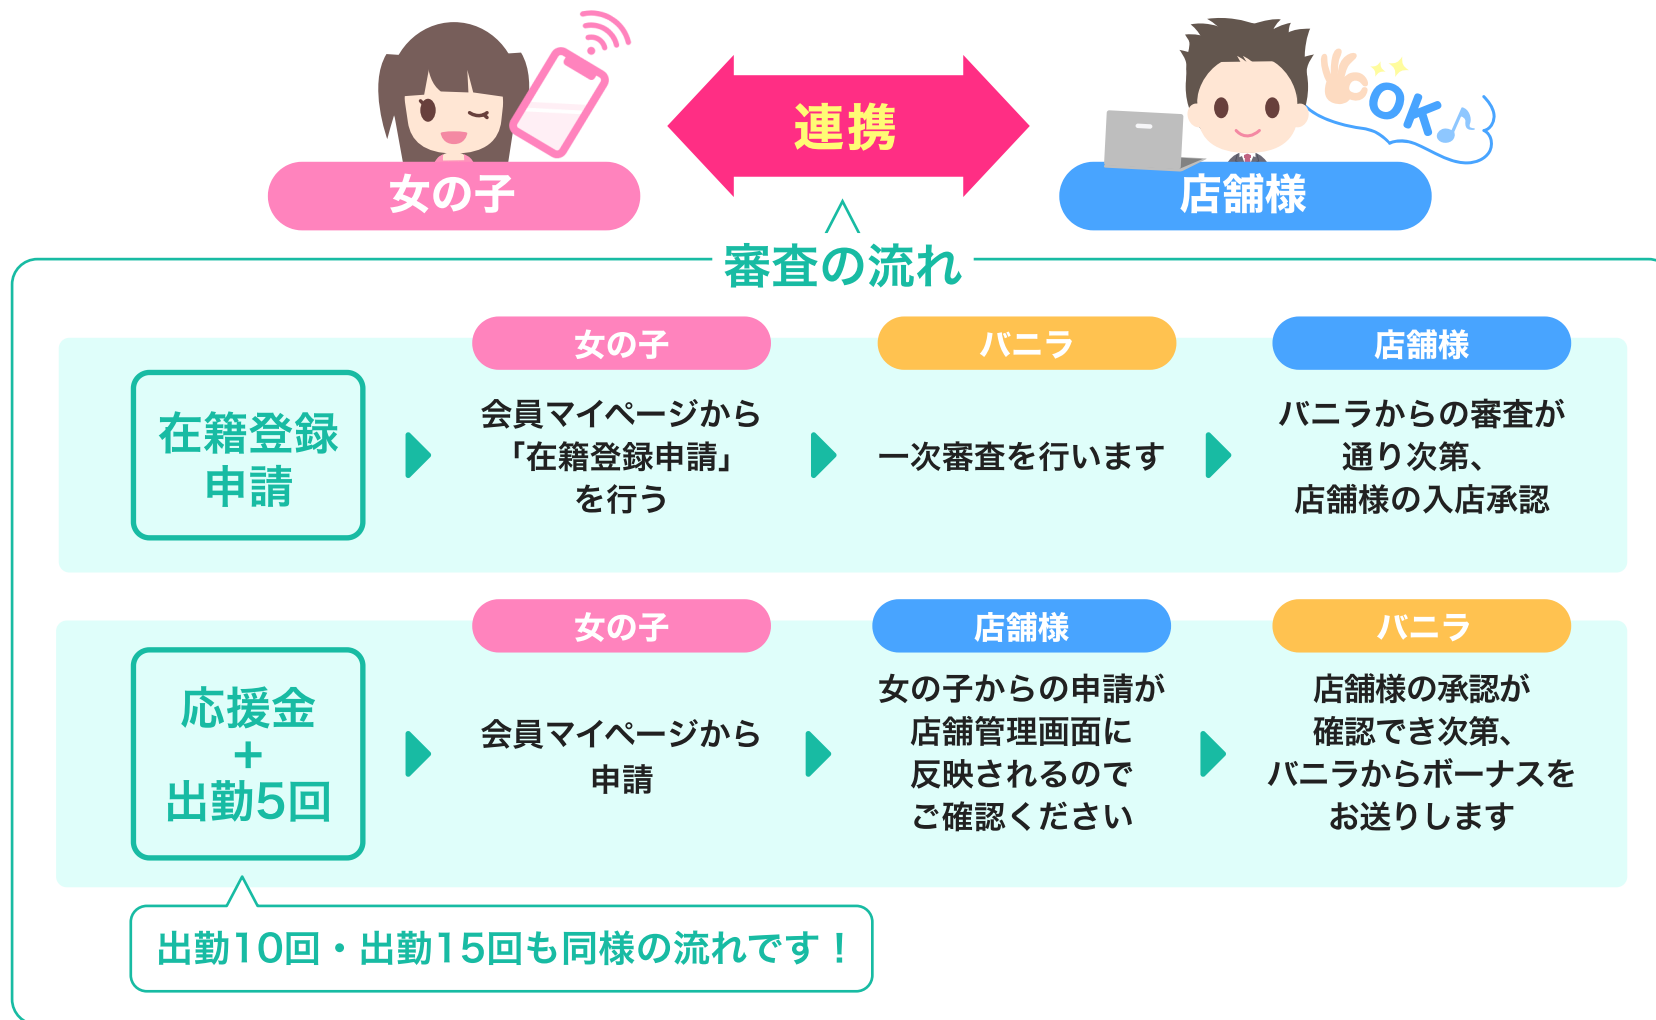 連携
OK♪
女の子
店舗様
審査の流れ
女の子
バニラ
店舗様
在籍登録
申請
会員マイページから
「在籍登録申請」
を行う
一次審査を行います
バニラからの審査が
通り次第、
店舗様の入店承認
女の子
店舗様
バニラ
応援金
+
出勤5回
会員マイページから
申請
女の子からの申請が
店舗管理画面に
反映されるので
ご確認ください
店舗様の承認が
確認でき次第、
バニラからボーナスを
お送りします
出勤10回・出勤15回も同様の流れです！